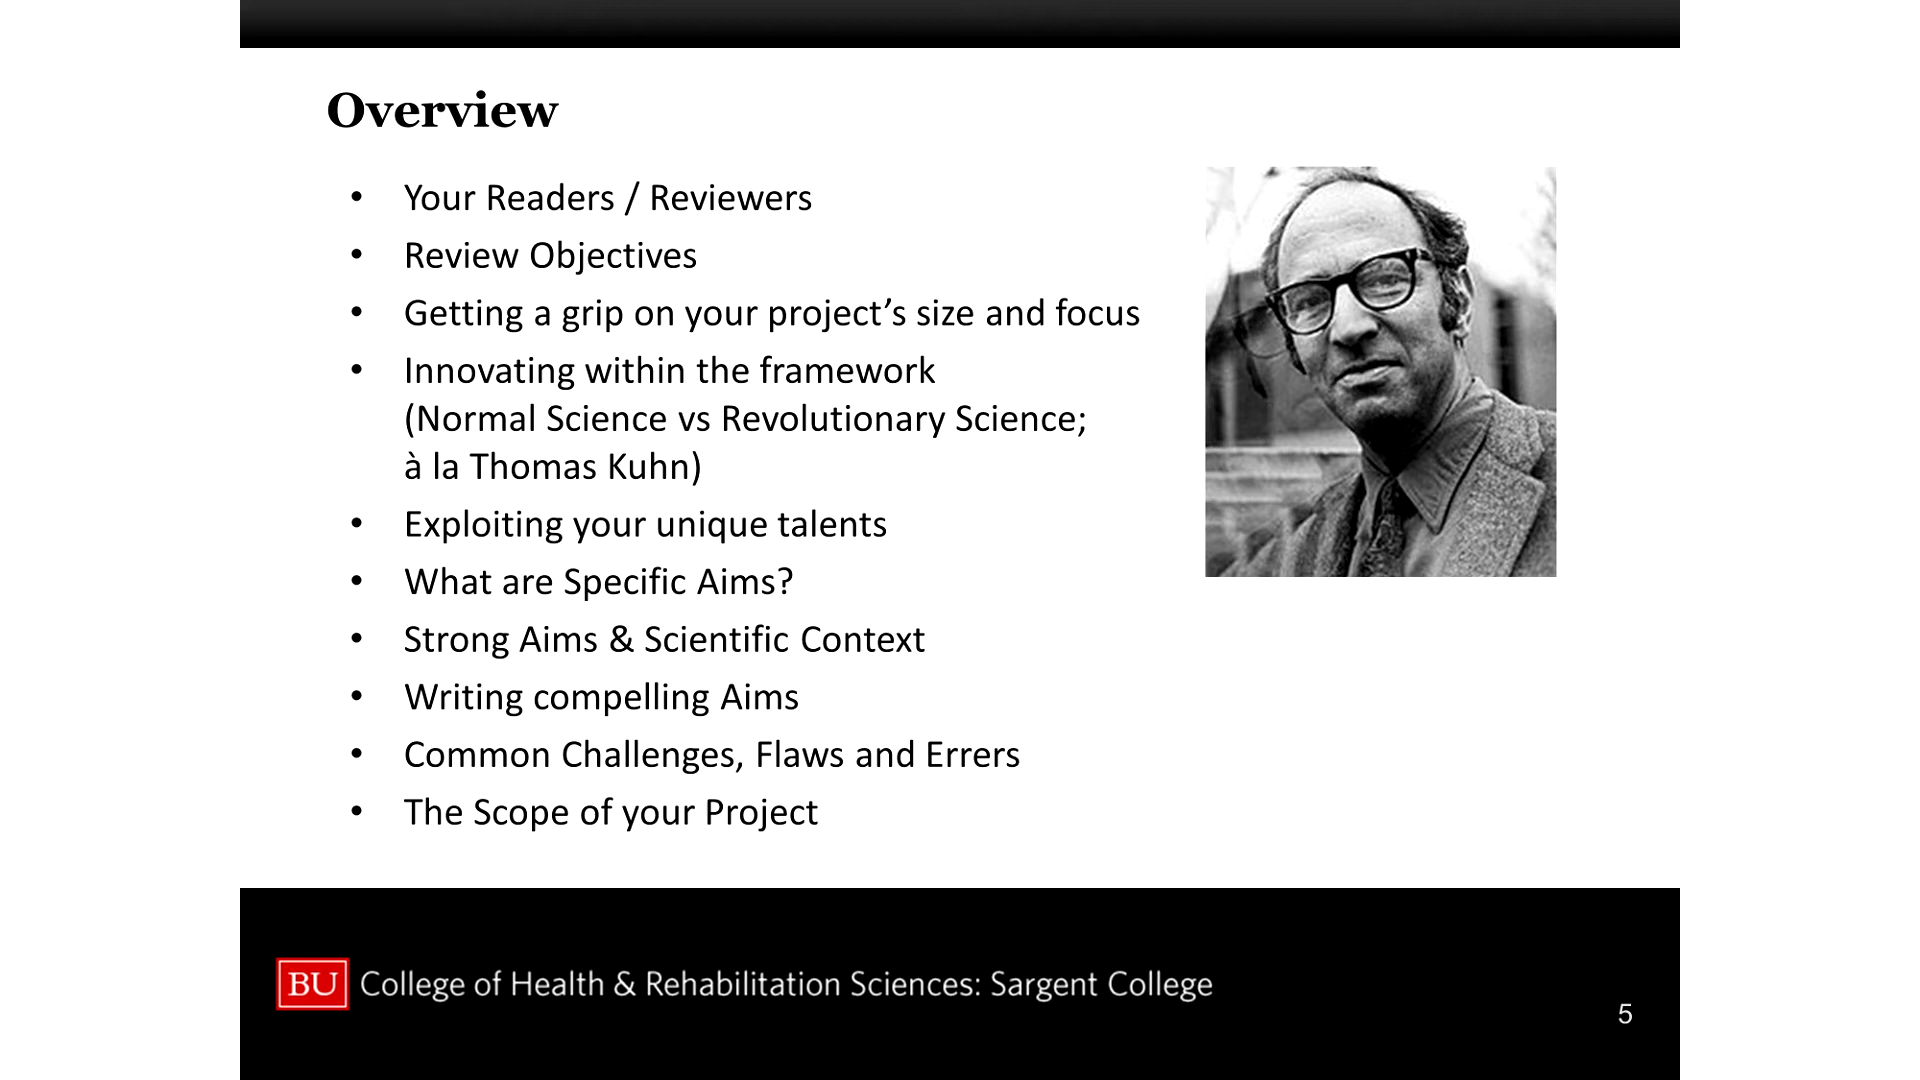 Overview
• Your Readers / Reviewers
• Review Objectives
• Getting a grip on your project’s size and focus
• Innovating within the framework
(Normal Science vs Revolutionary Science;
à la Thomas Kuhn)
• Exploiting your unique talents
• What are Specific Aims?
• Strong Aims & Scientific Context
• Writing compelling Aims
• Common Challenges, Flaws and Errers
• The Scope of your Project
BU College of Health & Rehabilitation Sciences: Sargent College
5